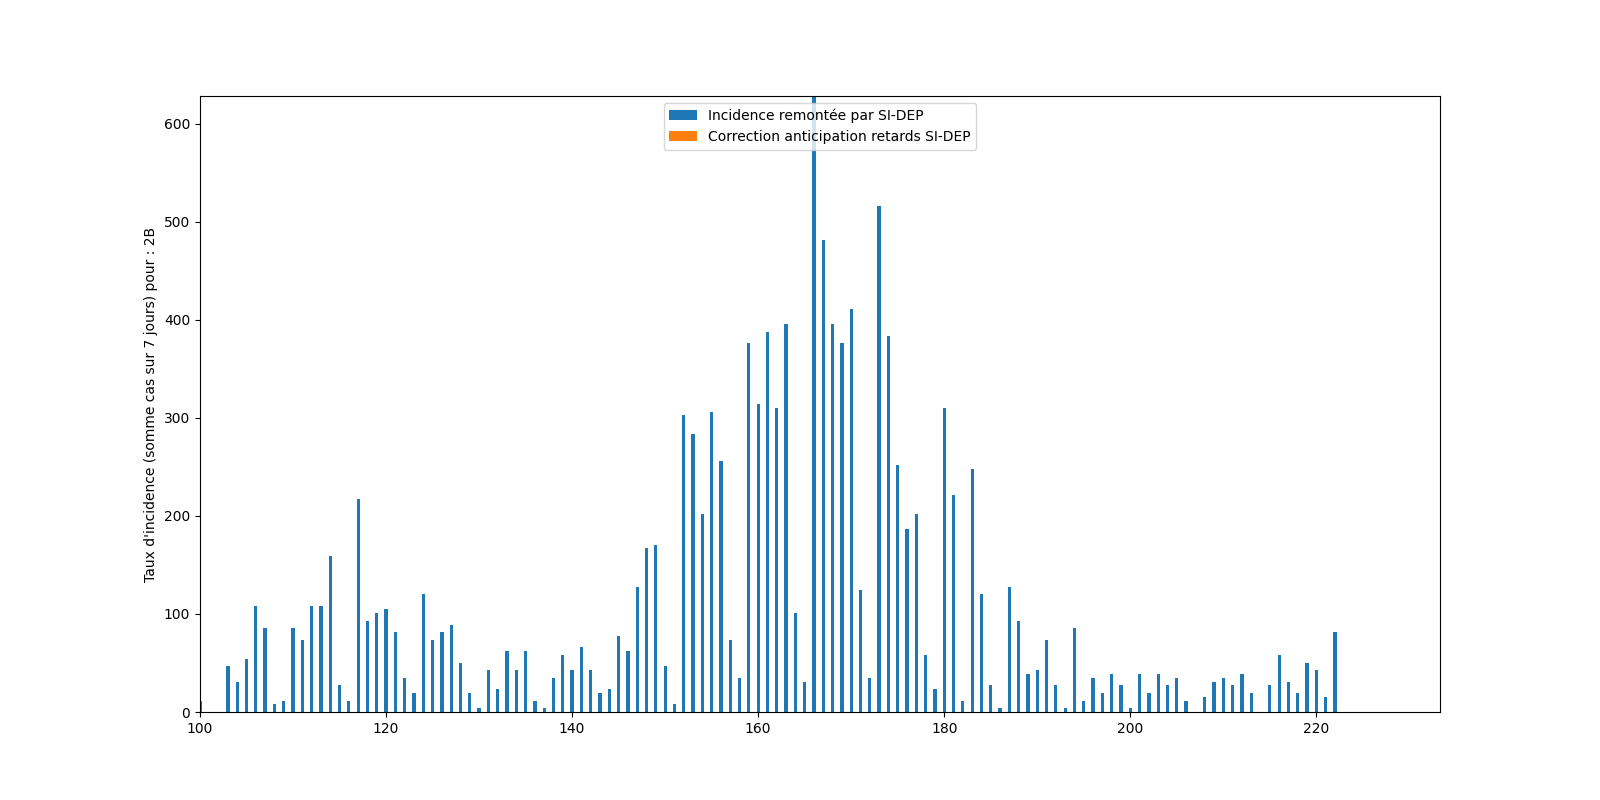 Incidence remontée par SI-DEP
Correction anticipation retards SI-DEP
Taux d'incidence (somme cas sur 7 jours) pour : 2B
600
500
400
300
200
100
0
100 120 140 160 180 200 220